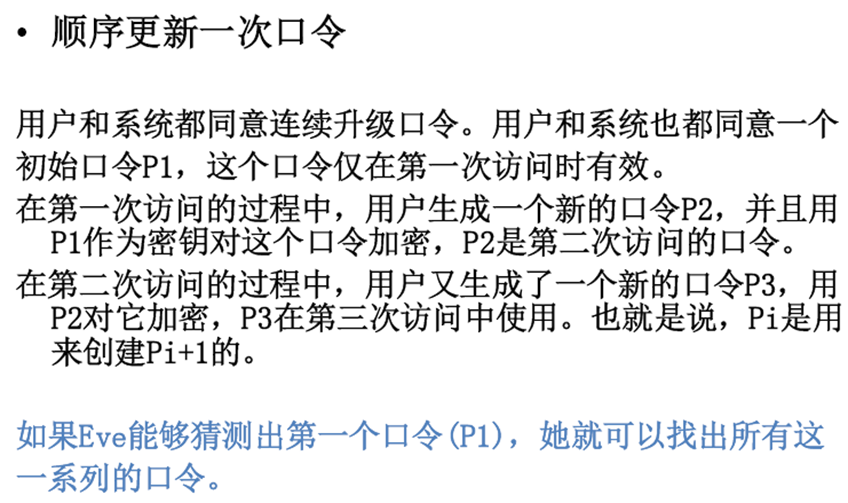 • 顺序更新一次口令
用户和系统都同意连续升级口令。用户和系统也都同意一个
初始口令P1，这个口令仅在第一次访问时有效。
在第一次访问的过程中，用户生成一个新的口令P2，并且用
P1作为密钥对这个口令加密，P2是第二次访问的口令。
在第二次访问的过程中，用户又生成了一个新的口令P3，用
P2对它加密，P3在第三次访问中使用。也就是说，Pi是用
来创建Pi+1的。
如果Eve能够猜测出第一个口令(P1)，她就可以找出所有这
一系列的口令。